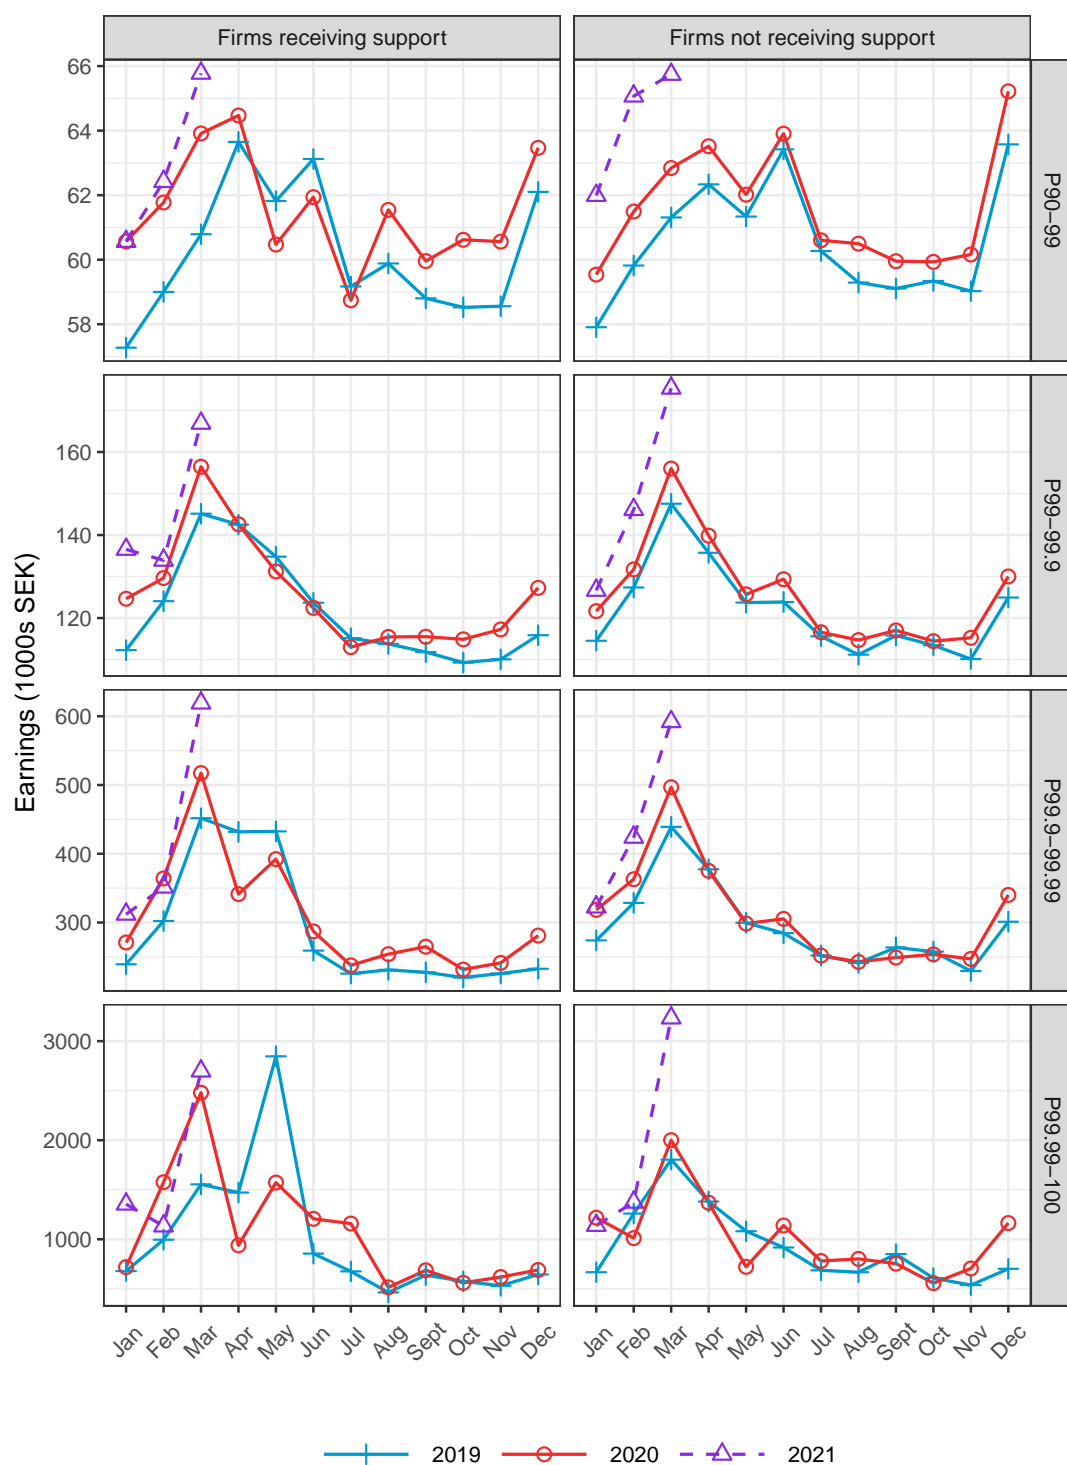 Firms receiving support
Firms not receiving support
Earnings (1000s SEK)
66
64
62
60
58
P90−99
160
140
120
P99−99.9
600
500
400
300
P99.9−99.99
3000
2000
1000
P99.99−100
Jan Feb Mar Apr May Jun Jul Aug Sept Oct Nov Dec
Jan Feb Mar Apr May Jun Jul Aug Sept Oct Nov Dec
2019 2020 2021